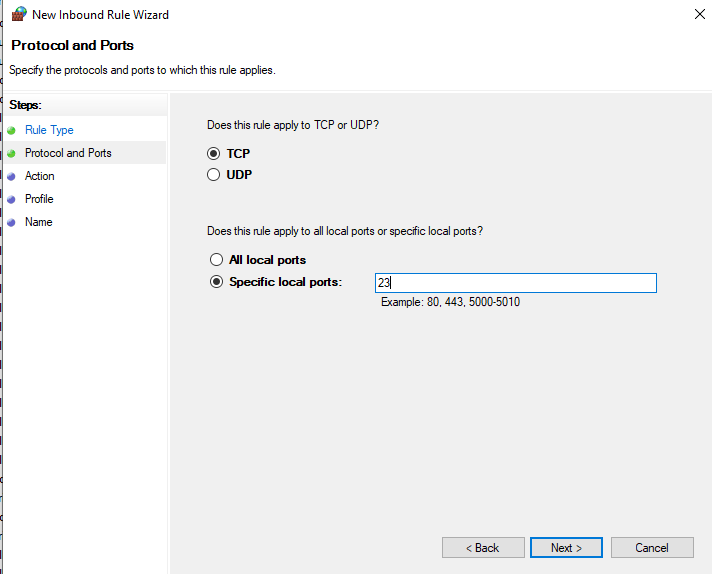 New Inbound Rule Wizard
Protocol and Ports
Specify the protocols and ports to which this rule applies.
Steps:
Rule Type
Protocol and Ports
Action
Profile
Name
Does this rule apply to TCP or UDP?
TCP
UDP
Does this rule apply to all local ports or specific local ports?
All local ports
Specific local ports: 23
Example: 80, 443, 5000-5010
< Back Next > Cancel